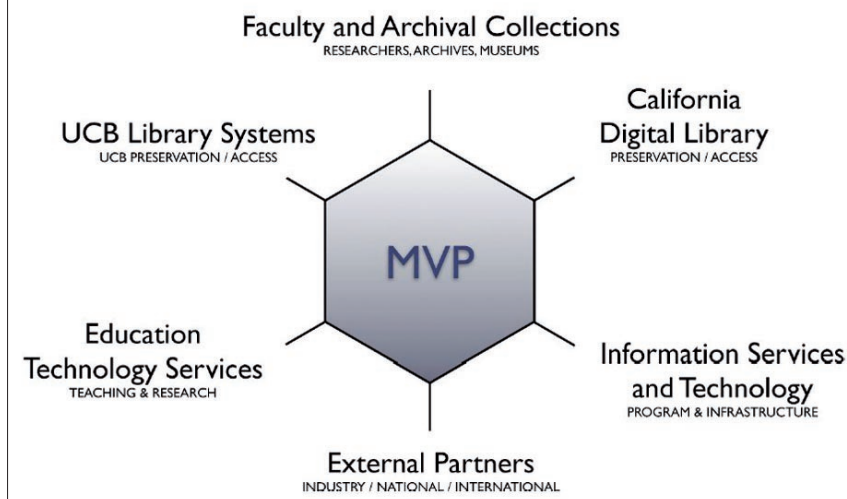 Faculty and Archival Collections
RESEARCHERS, ARCHIVES, MUSEUMS
California
Digital Library
PRESERVATION / ACCESS
UCB Library Systems
UCB PRESERVATION / ACCESS
MVP
Education
Technology Services
TEACHING & RESEARCH
Information Services
and Technology
PROGRAM & INFRASTRUCTURE
External Partners
INDUSTRY / NATIONAL / INTERNATIONAL